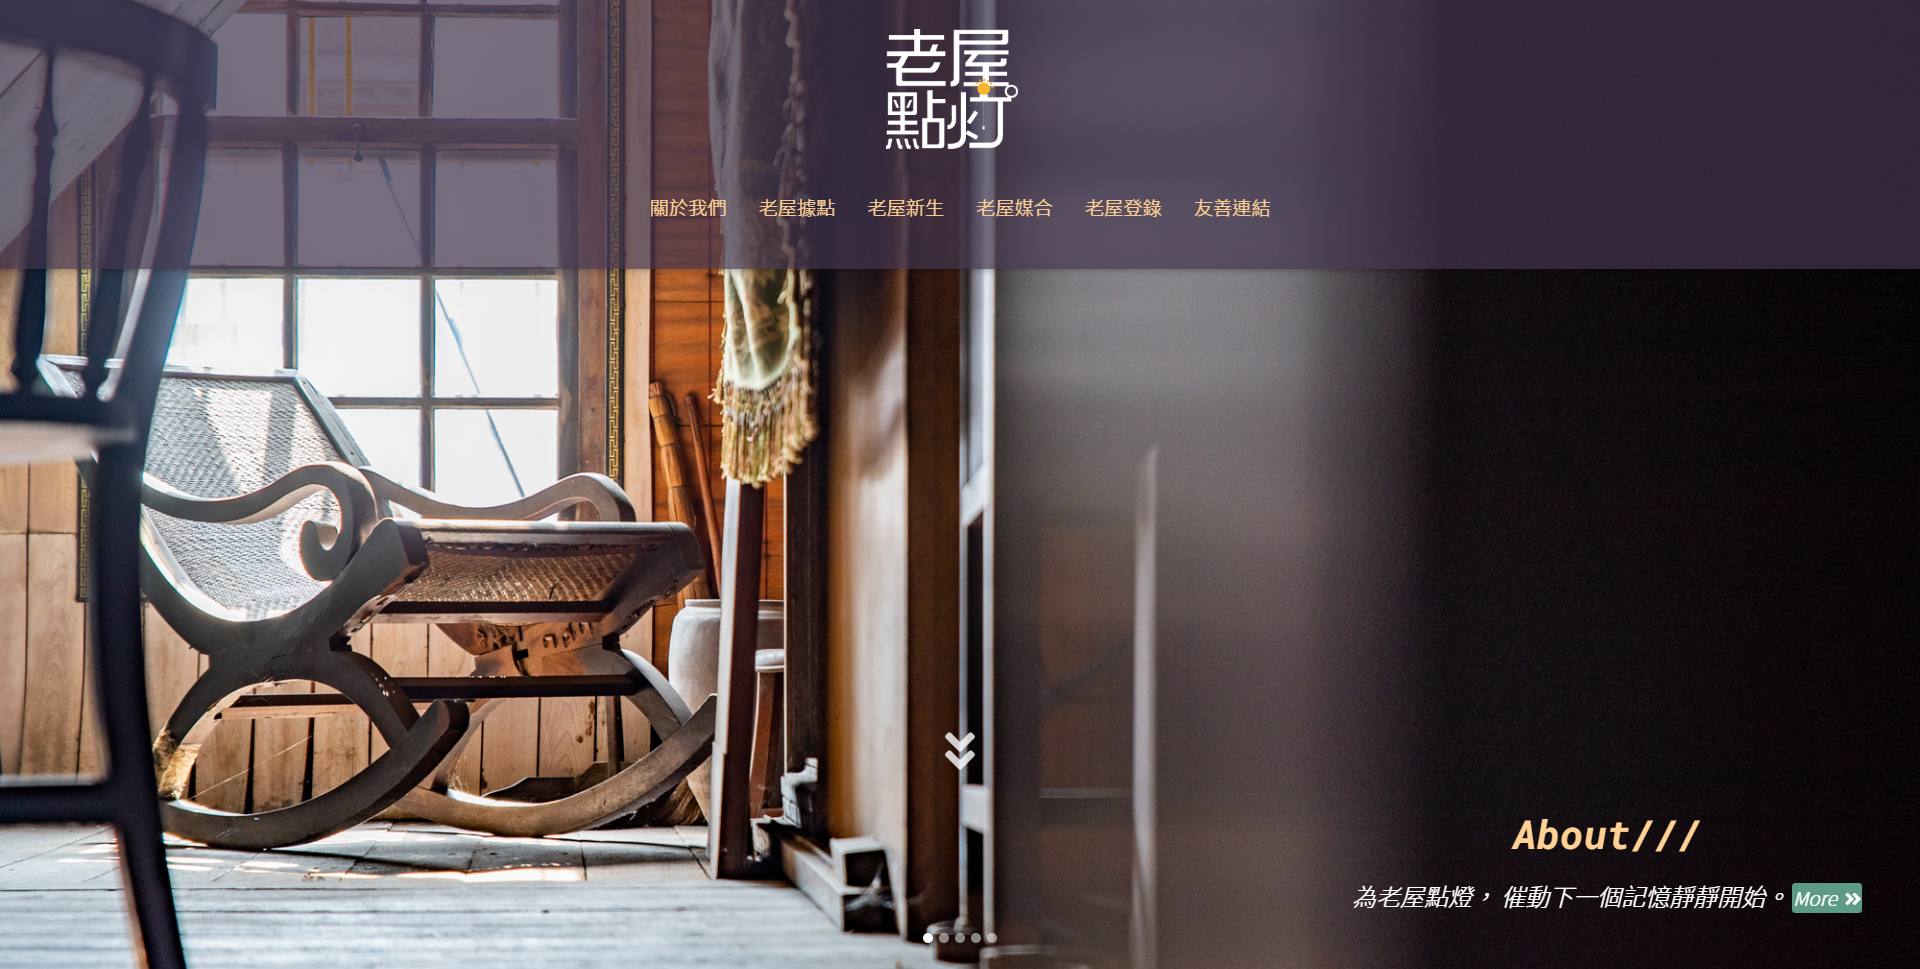 老屋
點灯
關於我們 老屋據點 老屋新生 老屋媒合 老屋登錄 友善連結
About///
為老屋點燈，催動下一個記憶靜靜開始。 More